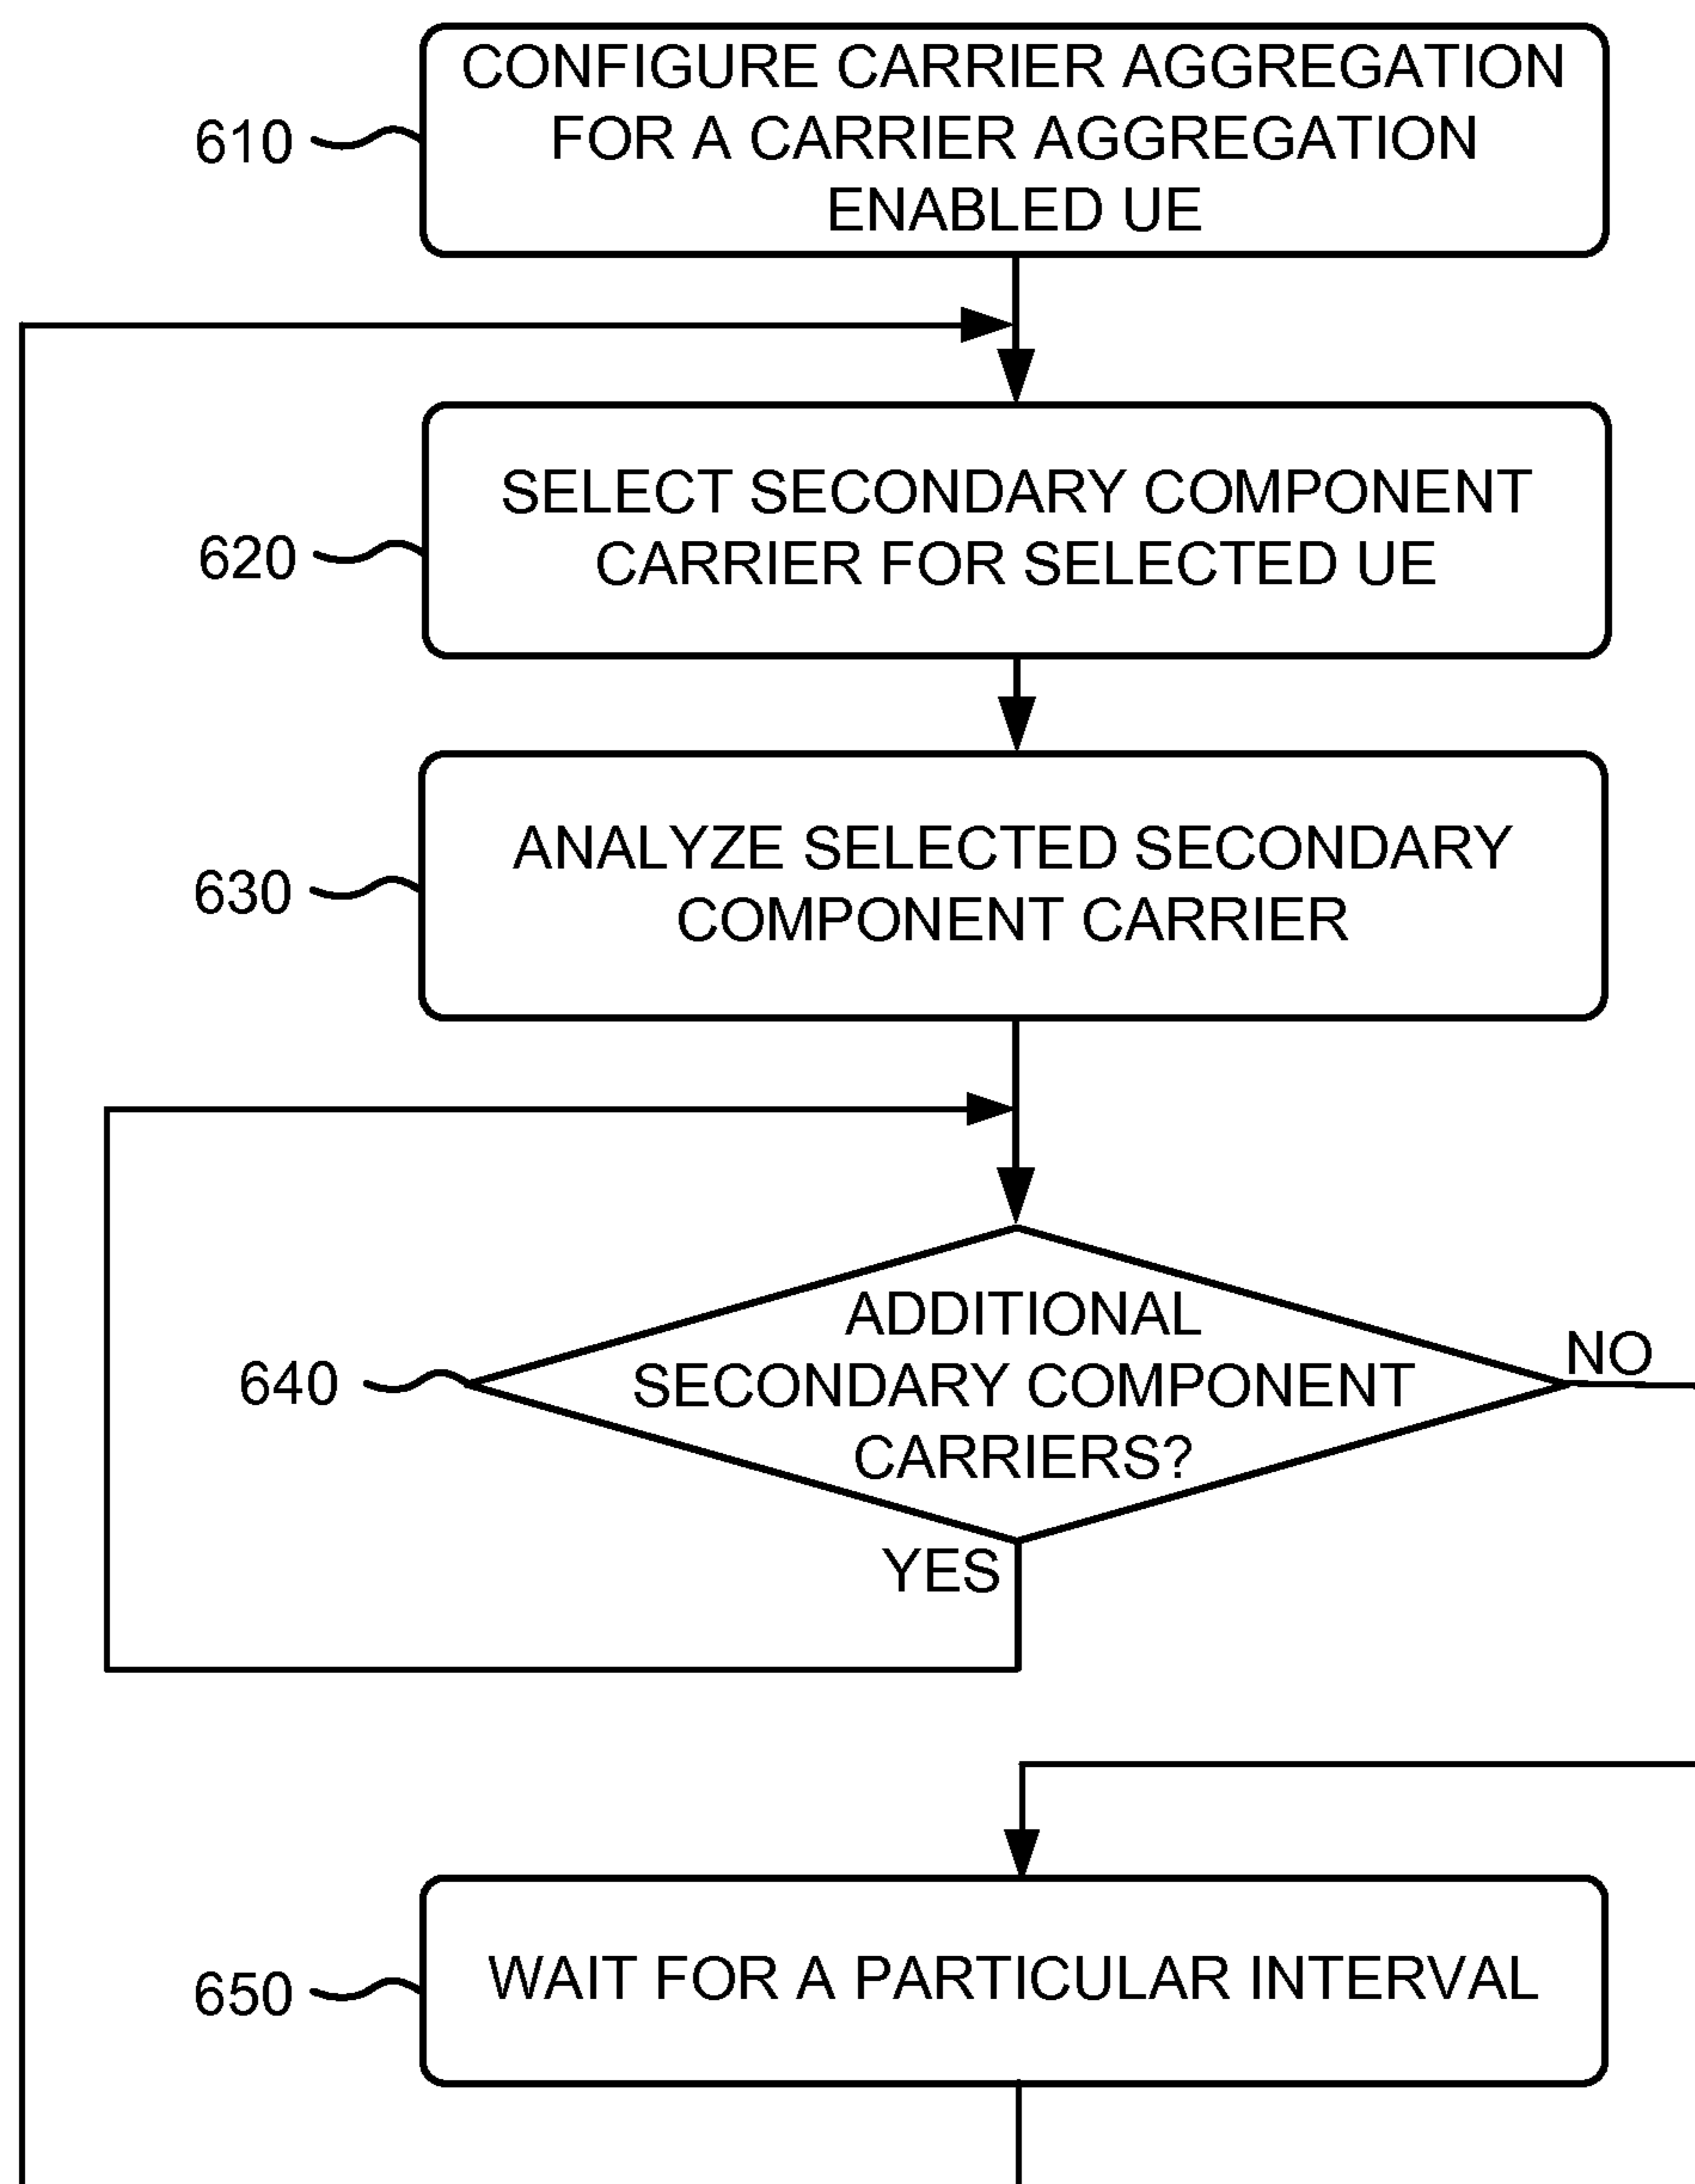 CONFIGURE CARRIER AGGREGATION
FOR A CARRIER AGGREGATION
ENABLED UE
610
SELECT SECONDARY COMPONENT
CARRIER FOR SELECTED UE
620
ANALYZE SELECTED SECONDARY
COMPONENT CARRIER
630
ADDITIONAL
SECONDARY COMPONENT
CARRIERS?
640
NO
YES
WAIT FOR A PARTICULAR INTERVAL
650